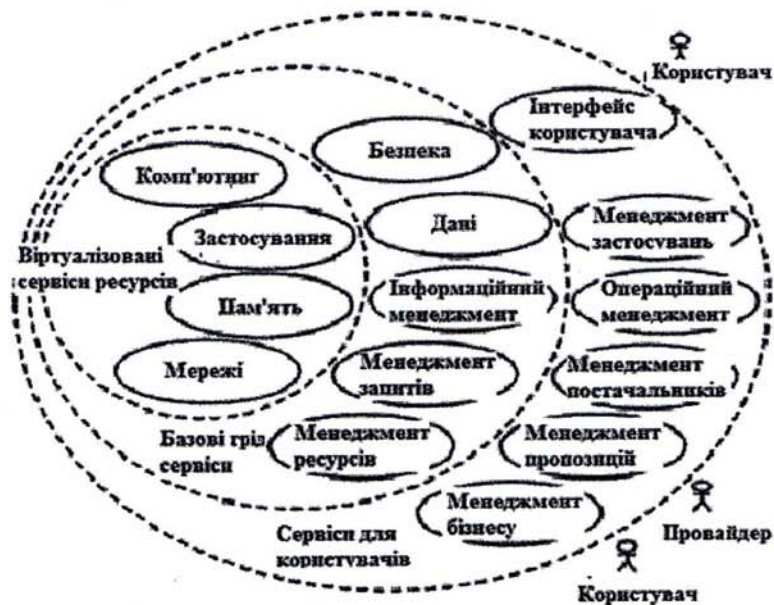 Користувач
Інтерфейс
користувача
Безпека
Комп'ютинг
Дані
Менеджмент
застосувань
Застосування
Віртуалізовані
сервіси ресурсів
Інформаційний
менеджмент
Операційний
менеджмент
Пам'ять
Мережі
Менеджмент
запитів
Менеджмент
постачальників
Базові грід
сервіси
Менеджмент
ресурсів
Менеджмент
пропозицій
Менеджмент
бізнесу
Сервіси для
користувачів
Провайдер
Користувач